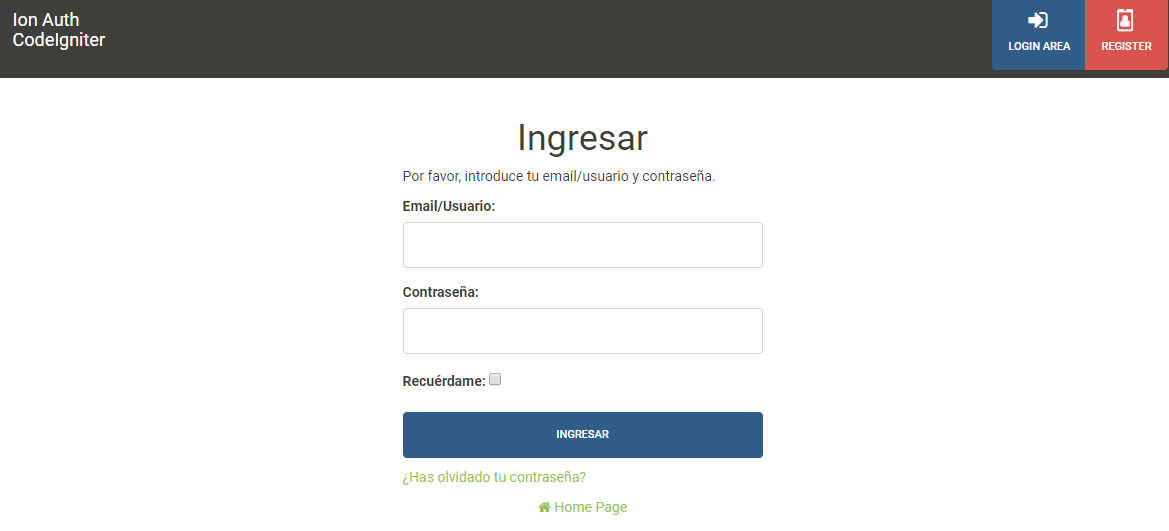 Ion Auth
CodeIgniter
LOGIN AREA
REGISTER
Ingresar
Por favor, introduce tu email/usuario y contraseña.
Email/Usuario:
Contraseña:
Recuérdame:
INGRESAR
¿Has olvidado tu contraseña?
Home Page